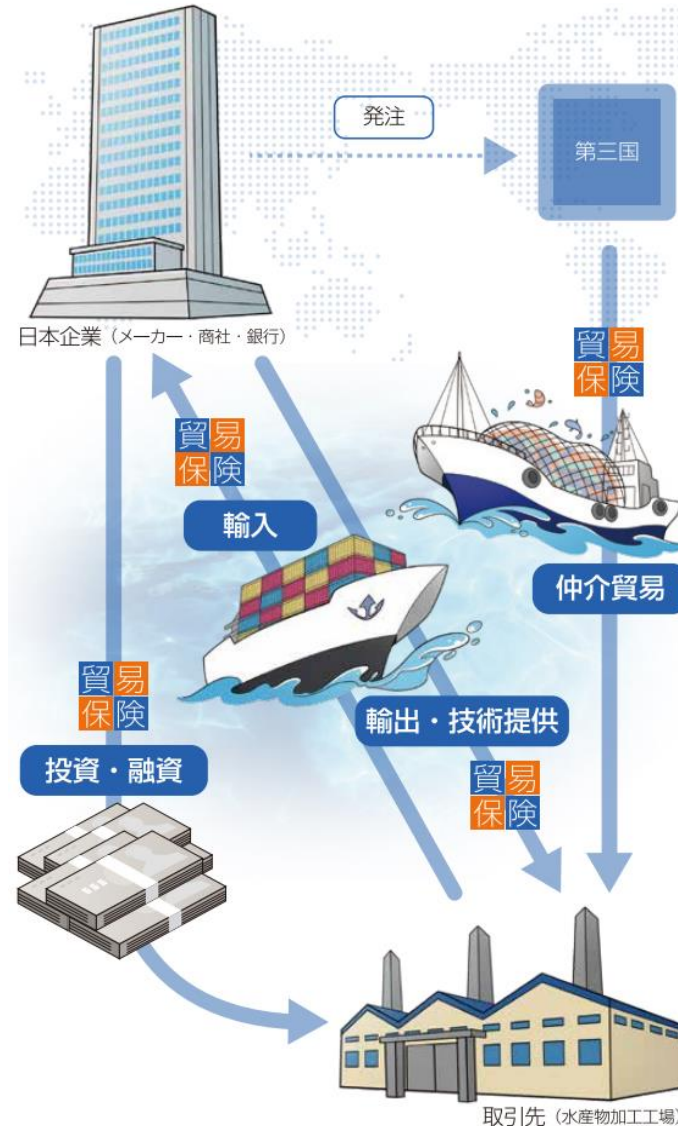 発注
第三国
日本企業（メーカー・商社・銀行）
貿易
保険
貿易
保険
輸入
仲介貿易
貿易
保険
投資・融資
輸出・技術提供
貿易
保険
取引先（水産物加工工場）